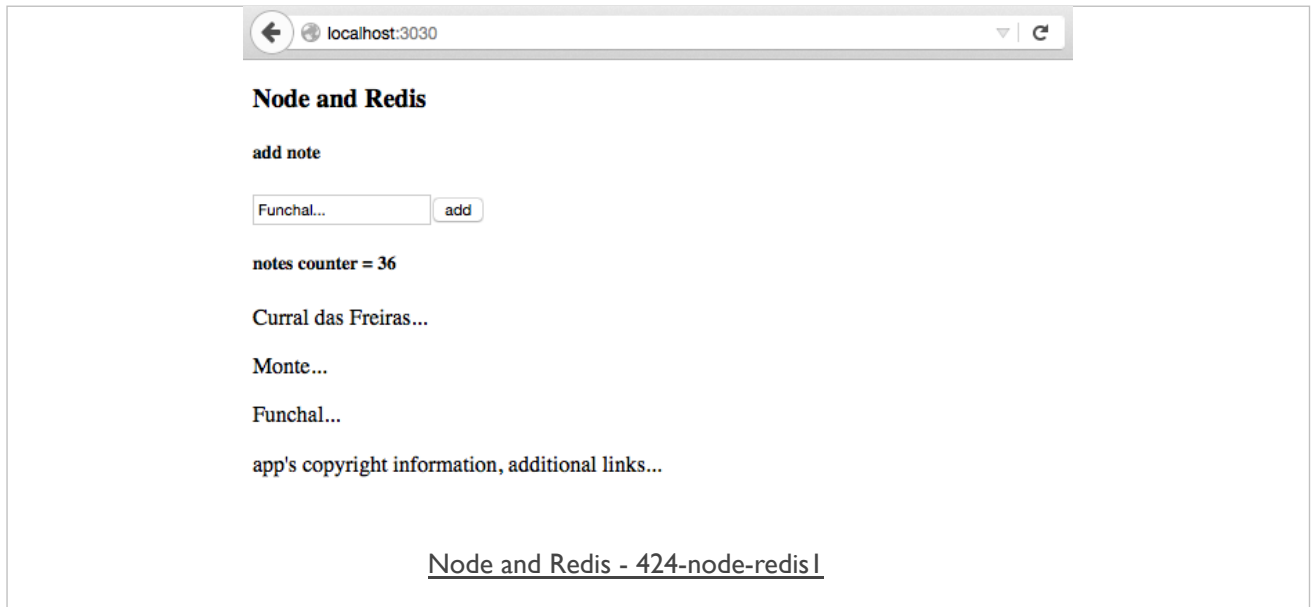 localhost:3030
Node and Redis
add note
Funchal... add
notes counter = 36
Curral das Freiras...
Monte...
Funchal...
app's copyright information, additional links...
Node and Redis - 424-node-redis1